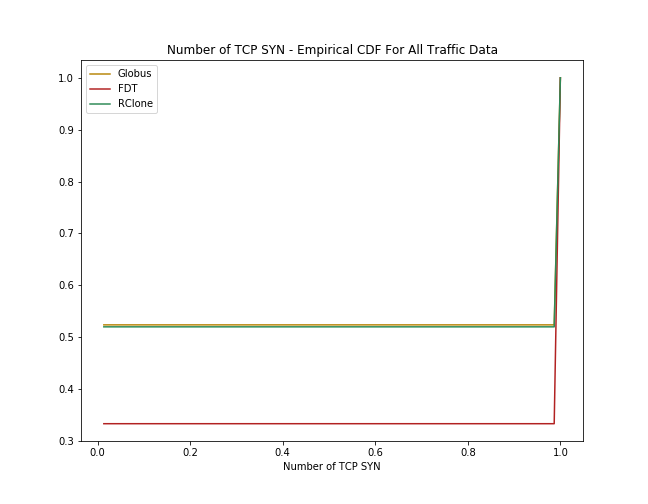 Number of TCP SYN - Empirical CDF For All Traffic Data
Globus
FDT
RClone
1.0
0.9
0.8
0.7
0.6
0.5
0.4
0.3
0.0 0.2 0.4 0.6 0.8 1.0
Number of TCP SYN